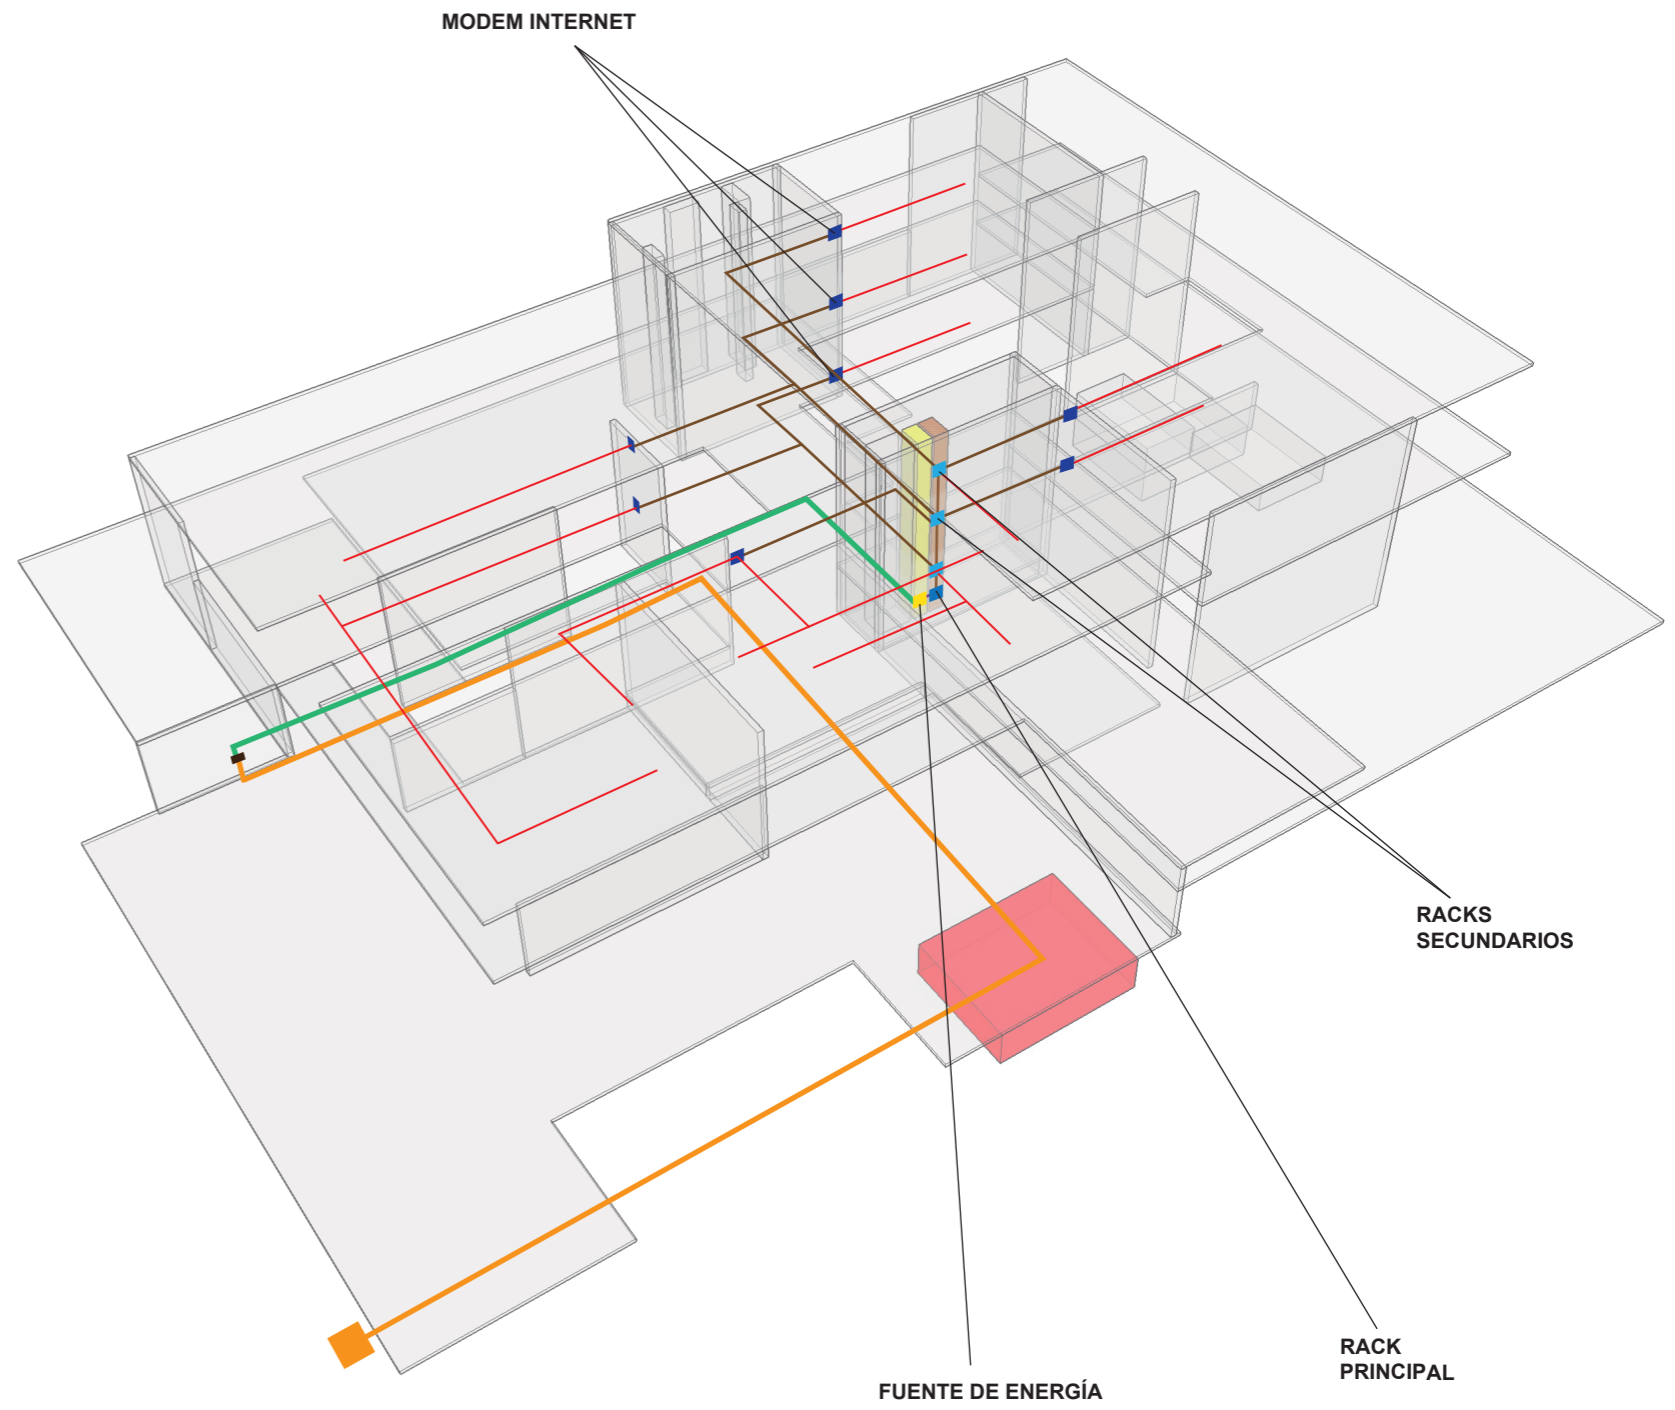 MODEM INTERNET
RACKS
SECUNDARIOS
RACK
PRINCIPAL
FUENTE DE ENERGÍA